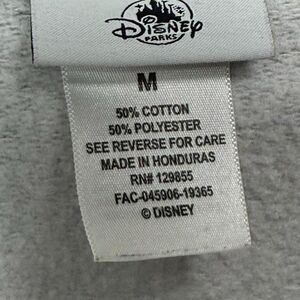 Disney
PARKS
M
50% COTTON
50% POLYESTER
SEE REVERSE FOR CARE
MADE IN HONDURAS
RN# 129855
FAC-045906-19365
© DISNEY